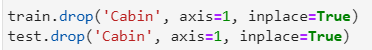 train.drop('Cabin', axis=1, inplace=True)
test.drop('Cabin', axis=1, inplace=True)